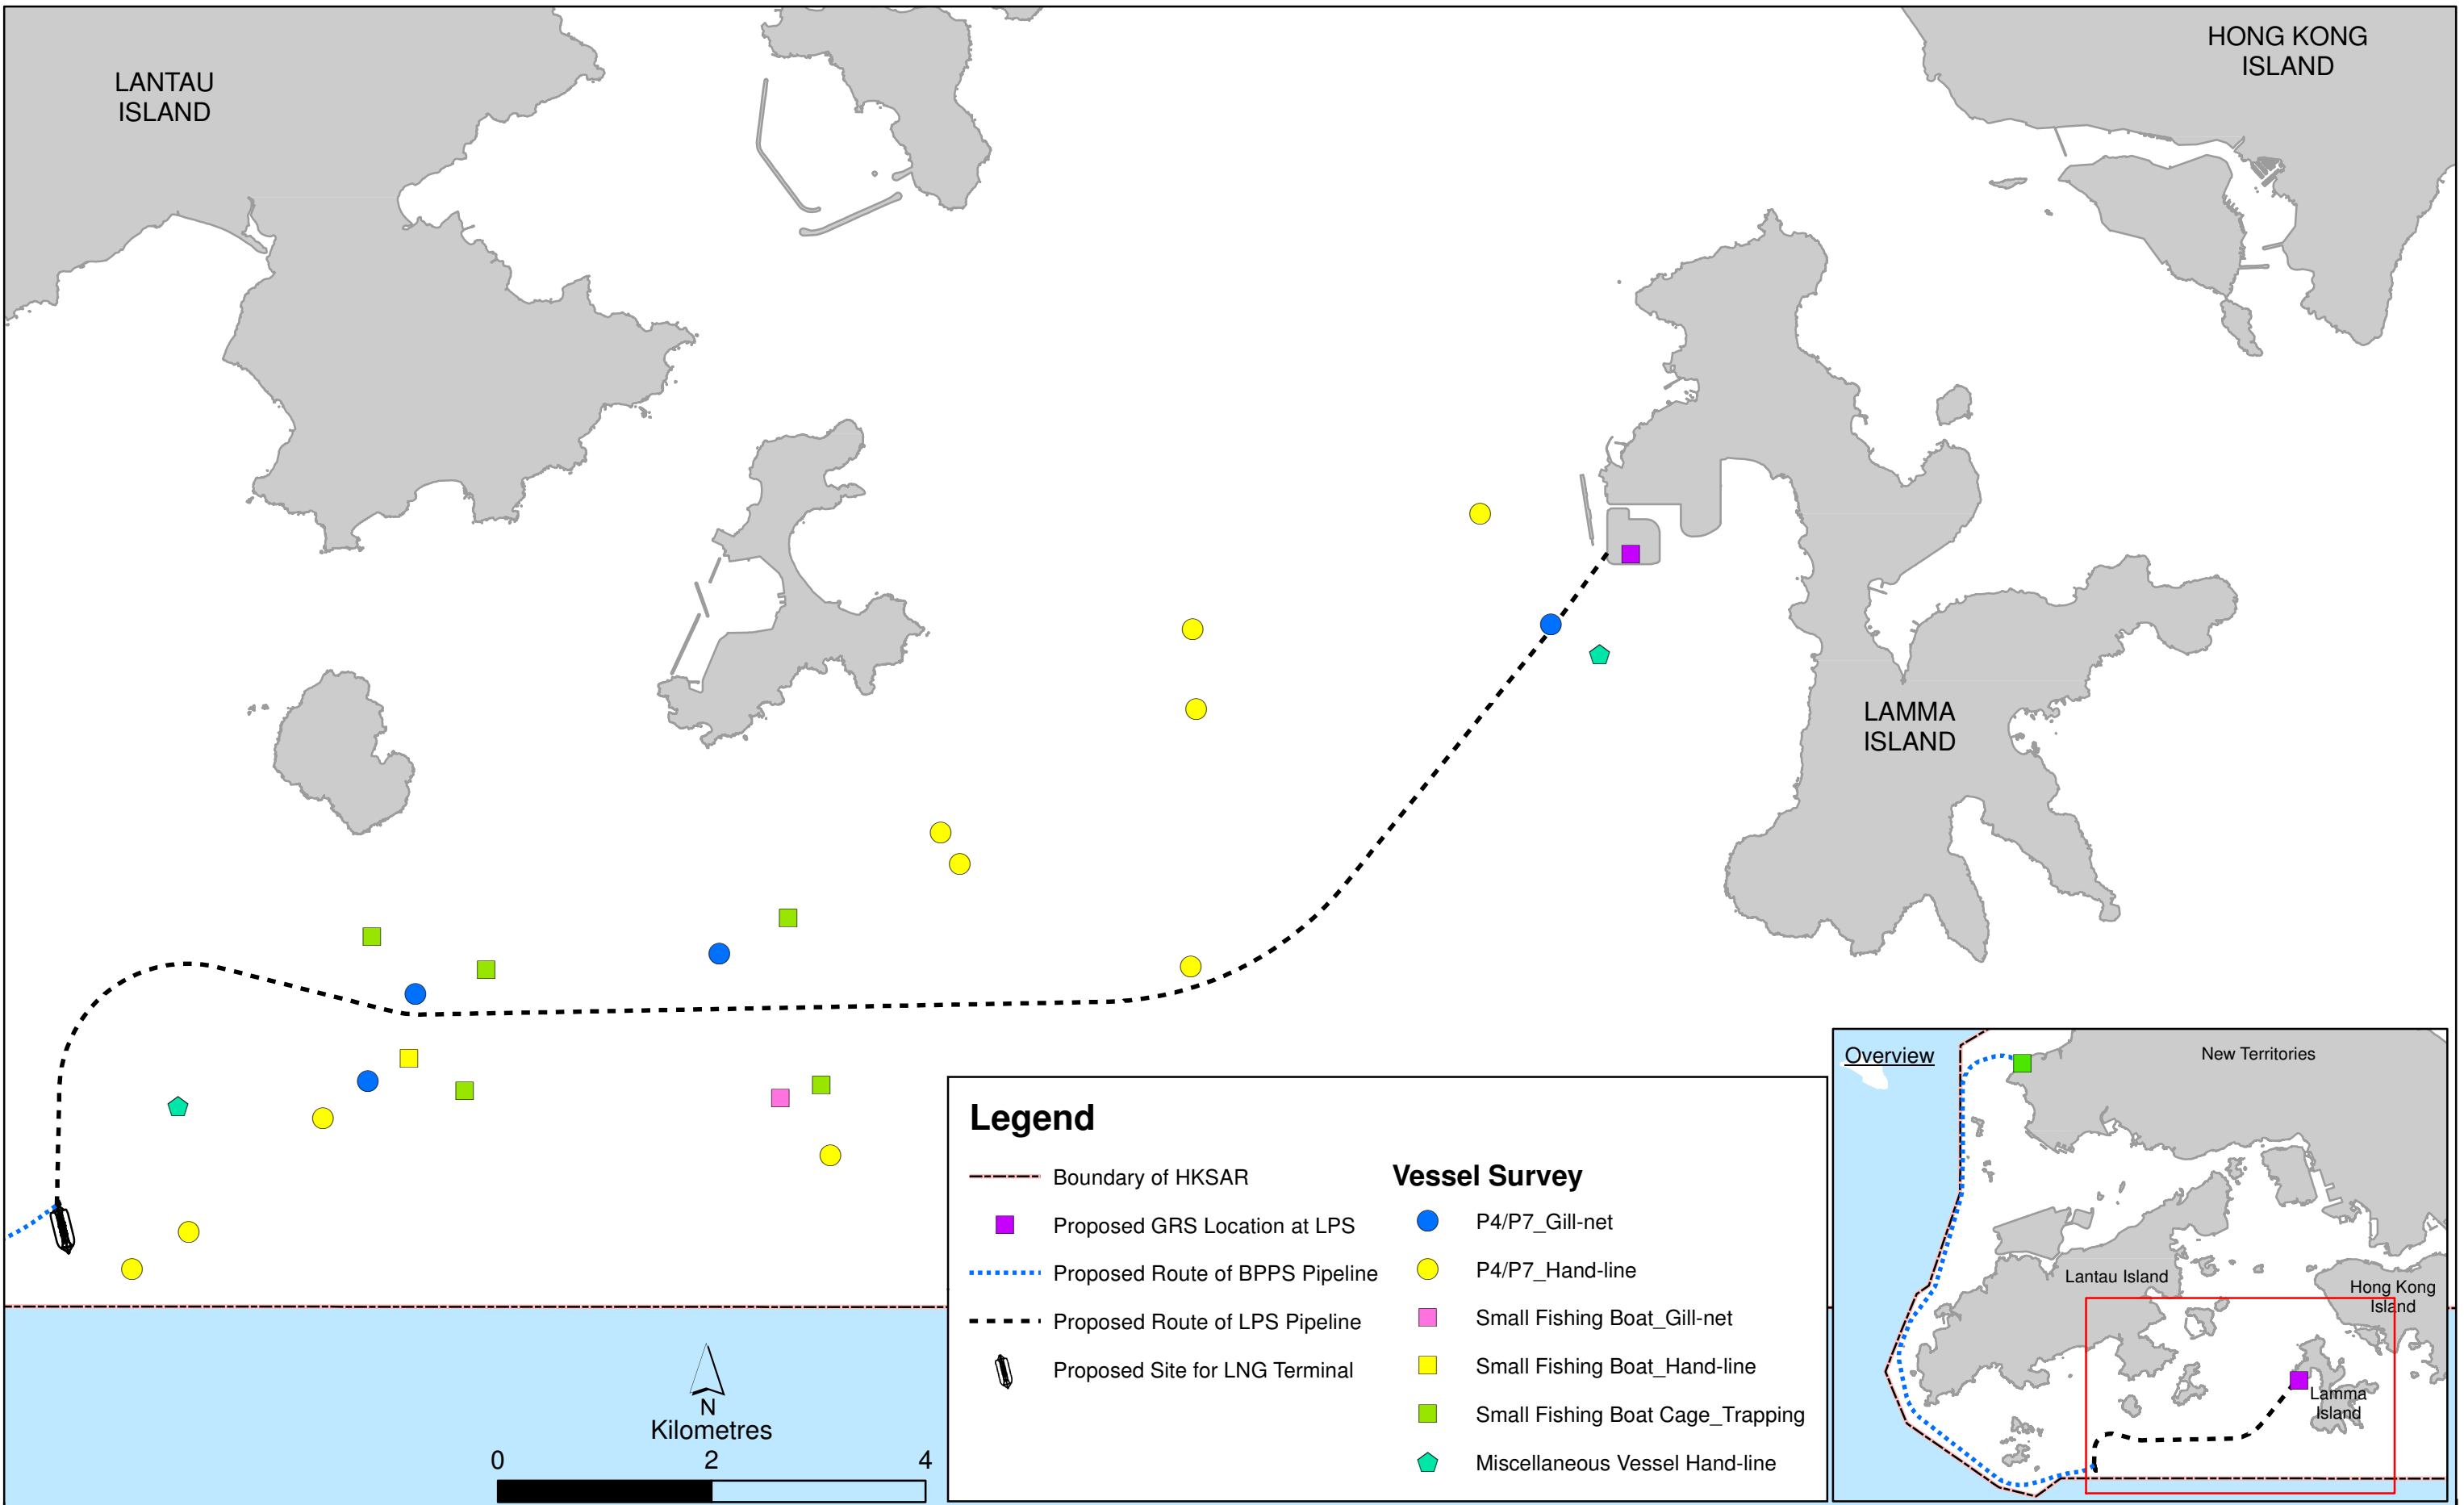 LANTAU
ISLAND
HONG KONG
ISLAND
LAMMA
ISLAND
Legend
Boundary of HKSAR
Proposed GRS Location at LPS
Proposed Route of BPPS Pipeline
Proposed Route of LPS Pipeline
Proposed Site for LNG Terminal
Vessel Survey
P4/P7_Gill-net
P4/P7_Hand-line
Small Fishing Boat_Gill-net
Small Fishing Boat_Hand-line
Small Fishing Boat Cage_Trapping
Miscellaneous Vessel Hand-line
N
Kilometres
0 2 4
Overview
New Territories
Lantau Island
Hong Kong
Island
Lamma
Island